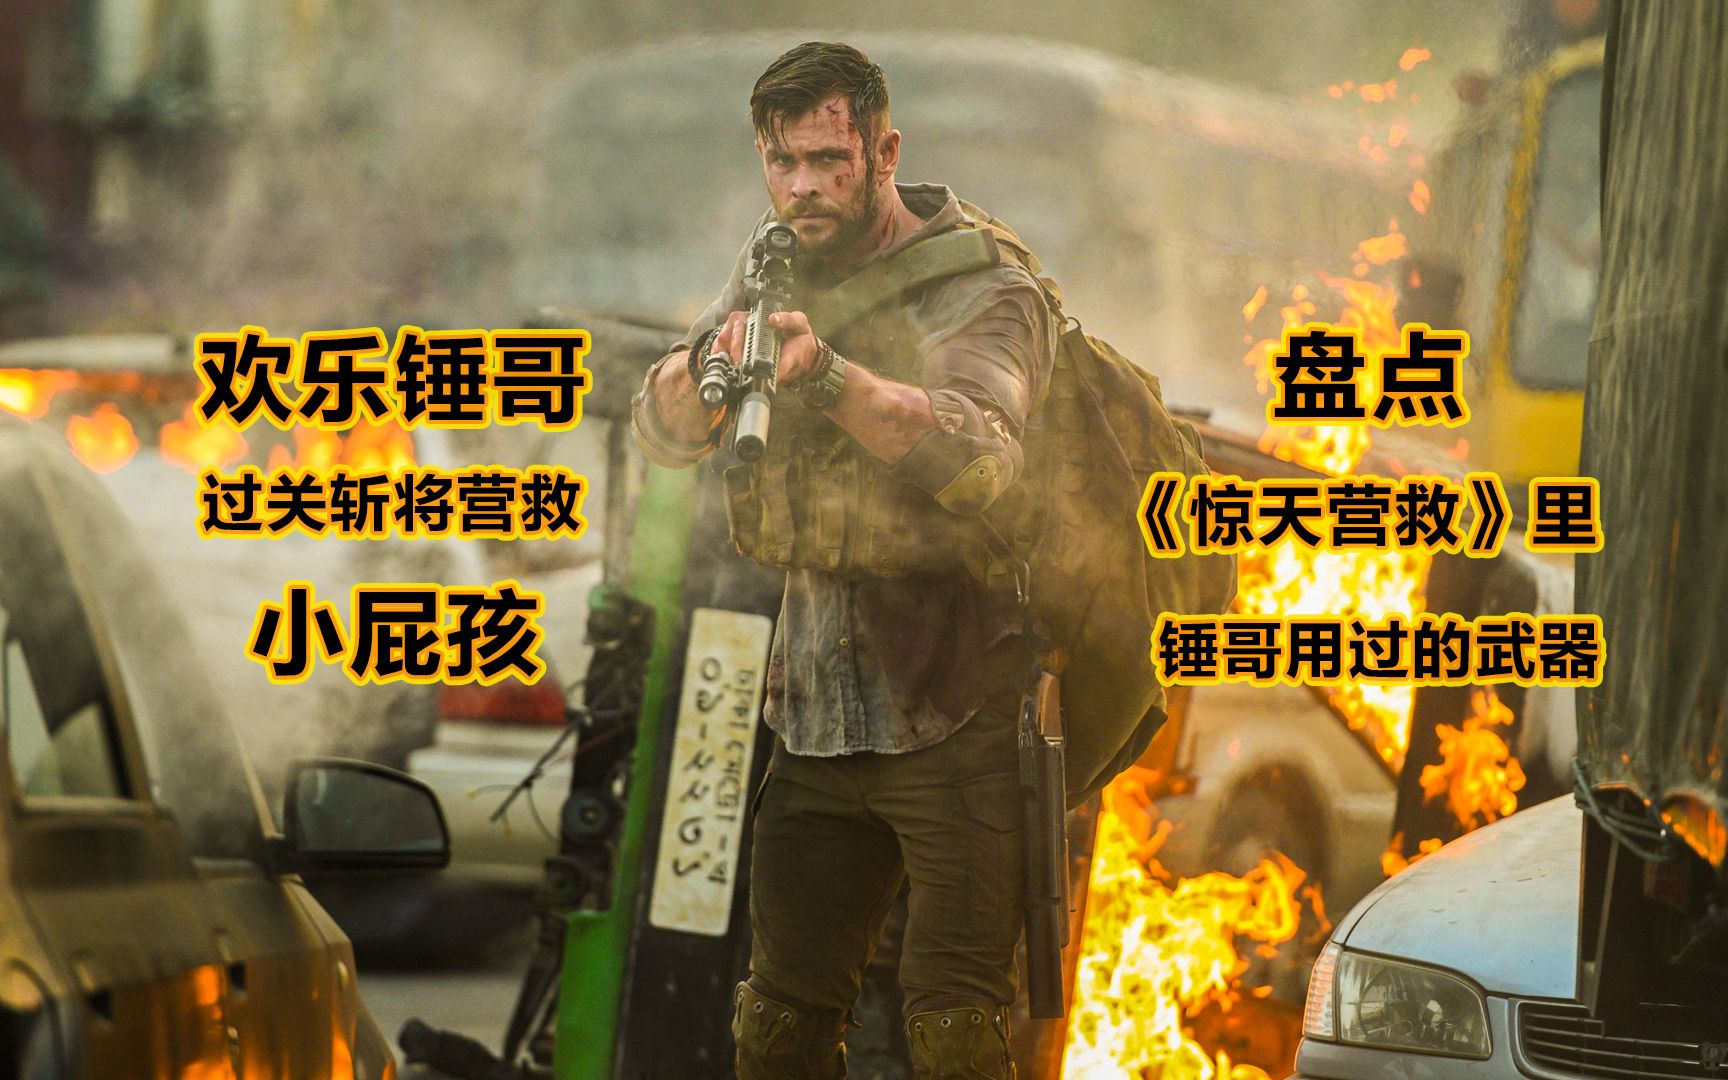 欢乐锤哥
过关斩将营救
小屁孩
盘点
《惊天营救》里
锤哥用过的武器